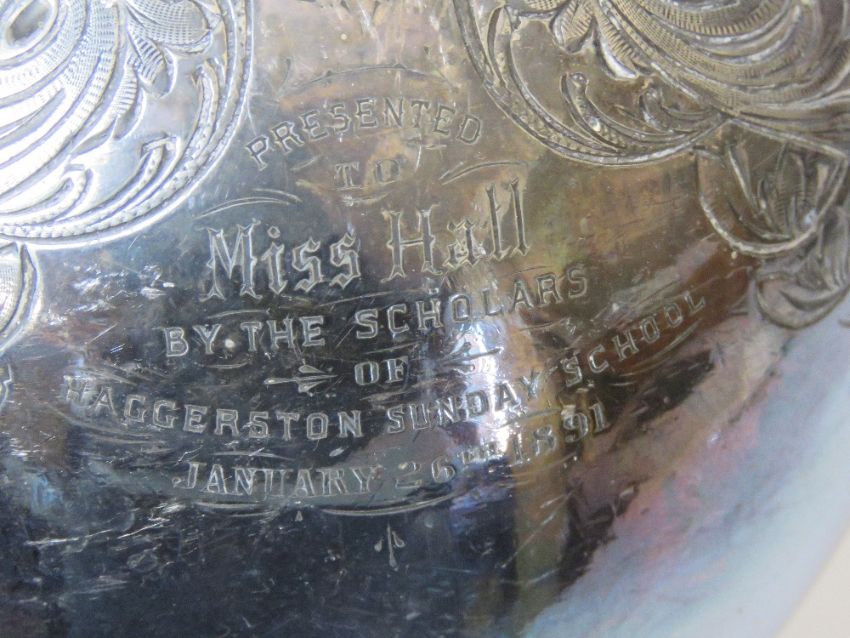 PRESENTED
TO
Miss Hall
BY THE SCHOLARS
OF
HAGGERSTON SUNDAY SCHOOL
JANUARY 26TH 1891